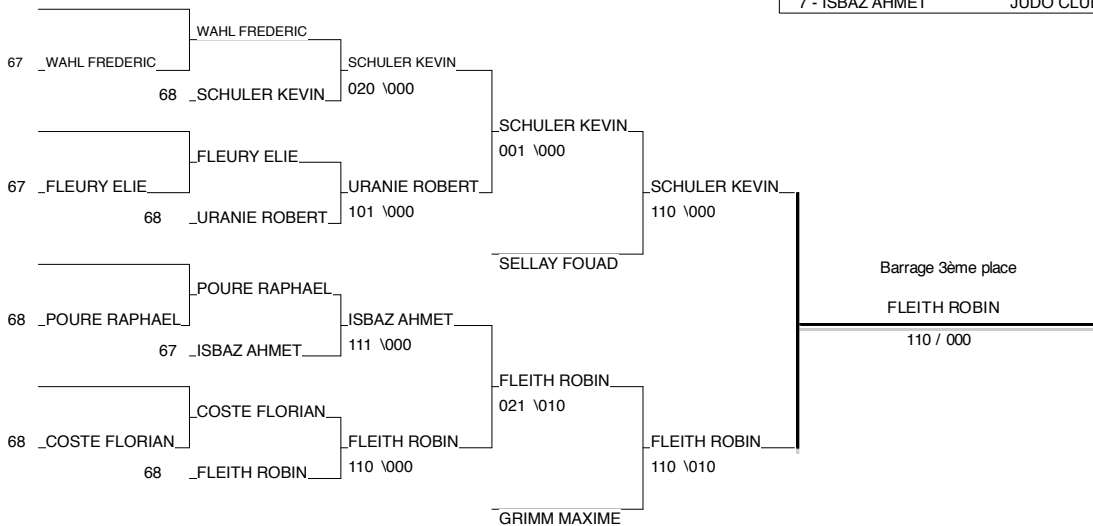 7 - ISBAZ AHMET JUDO CLU
WAHL FREDERIC
67 WAHL FREDERIC
SCHULER KEVIN
68 SCHULER KEVIN
020 \000
SCHULER KEVIN
001 \000
FLEURY ELIE
67 FLEURY ELIE
URANIE ROBERT
SCHULER KEVIN
68 URANIE ROBERT
101 \000
110 \000
SELLAY FOUAD
Barrage 3ème place
POURE RAPHAEL
FLEITH ROBIN
68 POURE RAPHAEL
ISBAZ AHMET
110 / 000
67 ISBAZ AHMET
111 \000
FLEITH ROBIN
021 \010
COSTE FLORIAN
68 COSTE FLORIAN
FLEITH ROBIN
FLEITH ROBIN
68 FLEITH ROBIN
110 \000
110 \010
GRIMM MAXIME